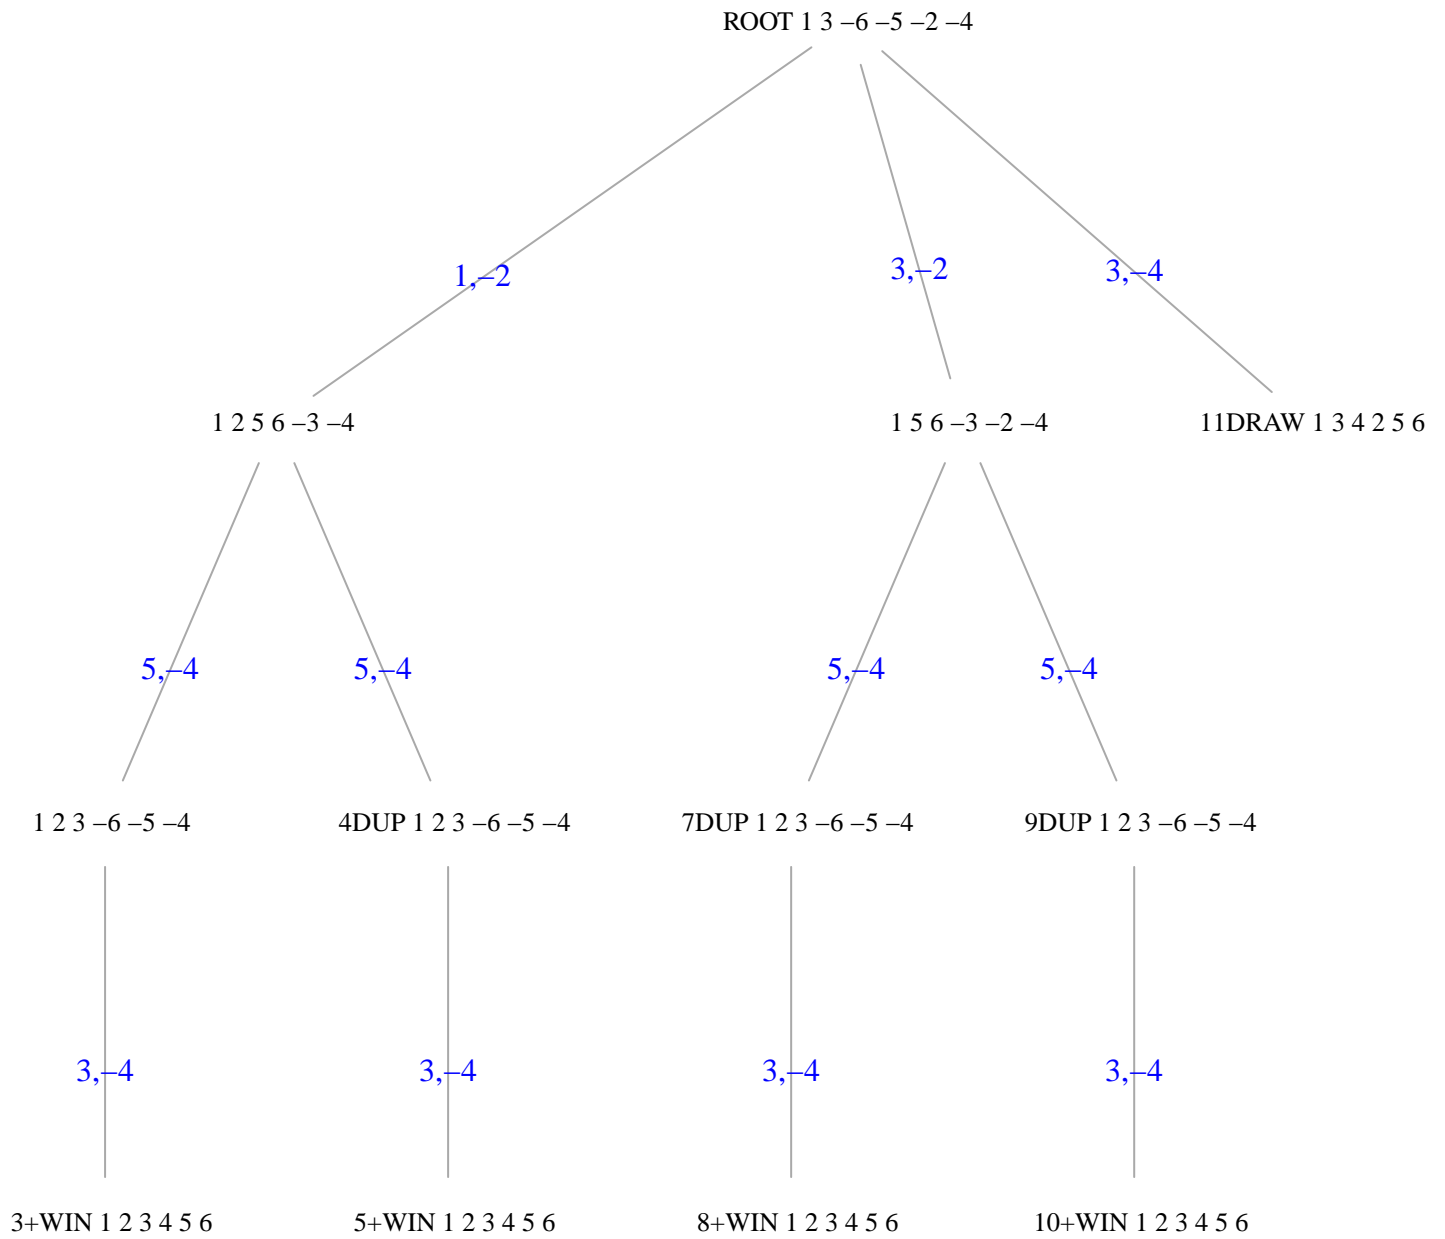 ROOT 1 3 –6 –5 –2 –4
1,–2
3,–2
3,–4
1 2 5 6 –3 –4
1 5 6 –3 –2 –4
11DRAW 1 3 4 2 5 6
5,–4
5,–4
5,–4
5,–4
1 2 3 –6 –5 –4
4DUP 1 2 3 –6 –5 –4
7DUP 1 2 3 –6 –5 –4
9DUP 1 2 3 –6 –5 –4
3,–4
3,–4
3,–4
3,–4
3+WIN 1 2 3 4 5 6
5+WIN 1 2 3 4 5 6
8+WIN 1 2 3 4 5 6
10+WIN 1 2 3 4 5 6